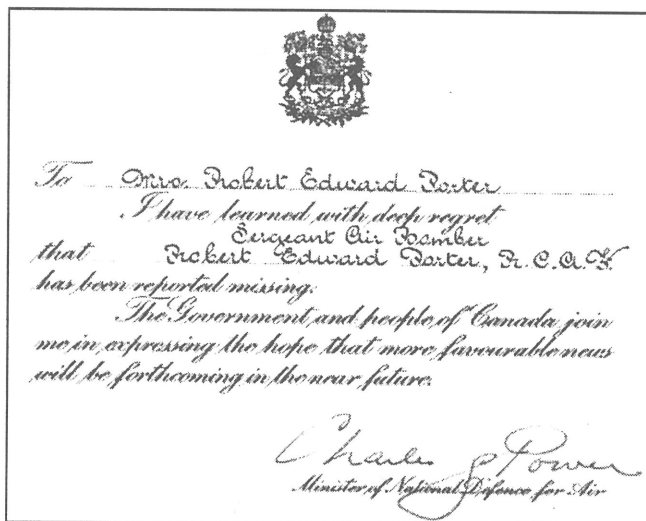 To Mrs. Robert Edward Porter
I have learned with deep regret
Sergeant Air Bomber
that Robert Edward Porter, R.C.A.F.
has been reported missing.
The Government and people of Canada join
me in expressing the hope that more favourable news
will be forthcoming in the near future.
Charles G Power
Minister of National Defence for Air